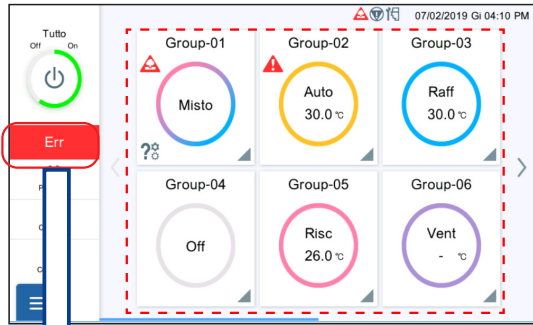 07/02/2019 Gi 04:10 PM
Tutto
Off On
Err
Group-01
Misto
Group-02
Auto
30.0 ℃
Group-03
Raff
30.0 ℃
Group-04
Off
Group-05
Risc
26.0 ℃
Group-06
Vent
- ℃